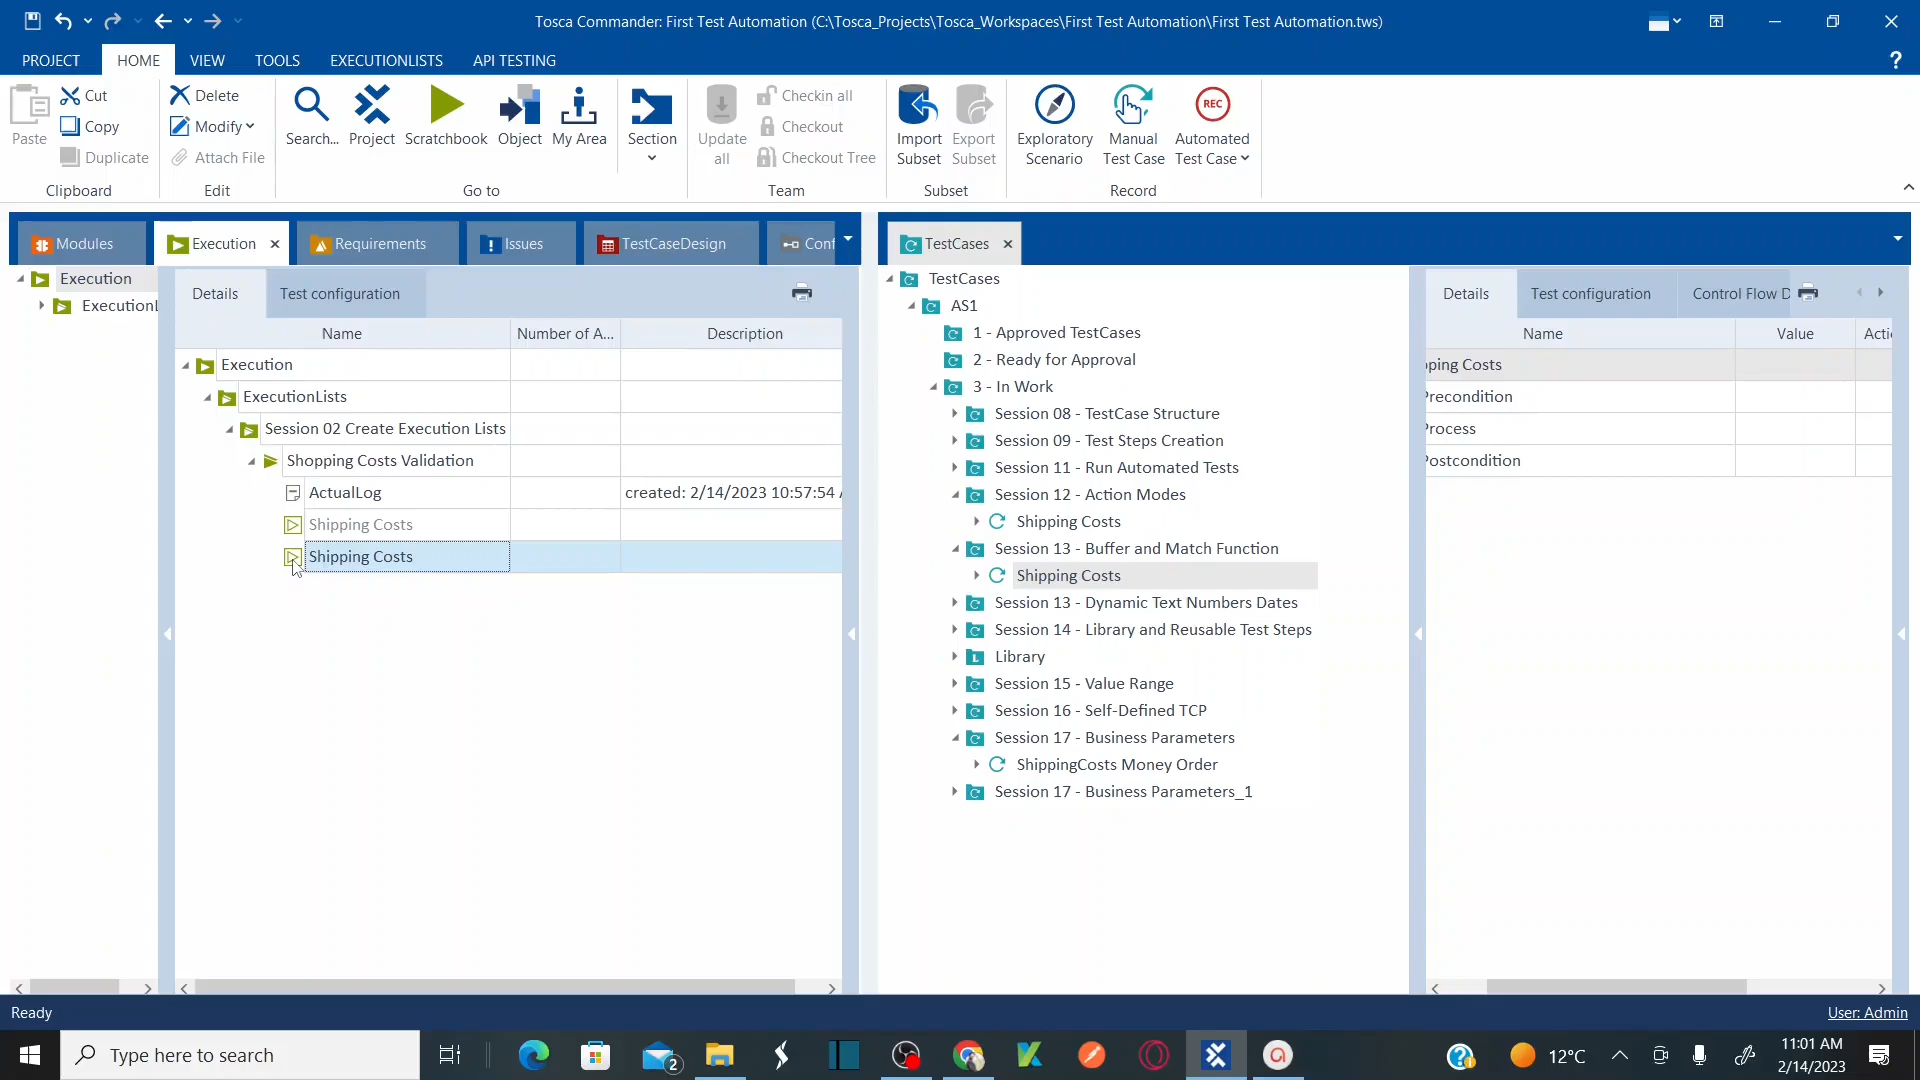 Tosca Commander: First Test Automation (C:\Tosca_Projects\Tosca_Workspaces\First Test Automation\First Test Automation.tws)
PROJECT HOME VIEW TOOLS EXECUTIONLISTS API TESTING ?
Paste
Cut
Copy
Duplicate
Clipboard
Delete
Modify
Attach File
Edit
Search...
Project
Scratchbook
Object
My Area
Section
Go to
Update all
Checkin all
Checkout
Checkout Tree
Team
Import Subset
Export Subset
Subset
Exploratory Scenario
Manual Test Case
REC
Automated Test Case
Record
Modules
Execution
Requirements
Issues
TestCaseDesign
Conf
Execution
ExecutionL
Details
Test configuration
Name Number of A... Description
Execution
ExecutionLists
Session 02 Create Execution Lists
Shopping Costs Validation
ActualLog created: 2/14/2023 10:57:54
Shipping Costs
Shipping Costs
TestCases
TestCases
AS1
1 - Approved TestCases
2 - Ready for Approval
3 - In Work
Session 08 - TestCase Structure
Session 09 - Test Steps Creation
Session 11 - Run Automated Tests
Session 12 - Action Modes
Shipping Costs
Session 13 - Buffer and Match Function
Shipping Costs
Session 13 - Dynamic Text Numbers Dates
Session 14 - Library and Reusable Test Steps
Library
Session 15 - Value Range
Session 16 - Self-Defined TCP
Session 17 - Business Parameters
ShippingCosts Money Order
Session 17 - Business Parameters_1
Details
Test configuration
Control Flow D
Name Value Acti
pping Costs
Precondition
Process
Postcondition
Ready
User: Admin
Type here to search
2
12°C
11:01 AM
2/14/2023